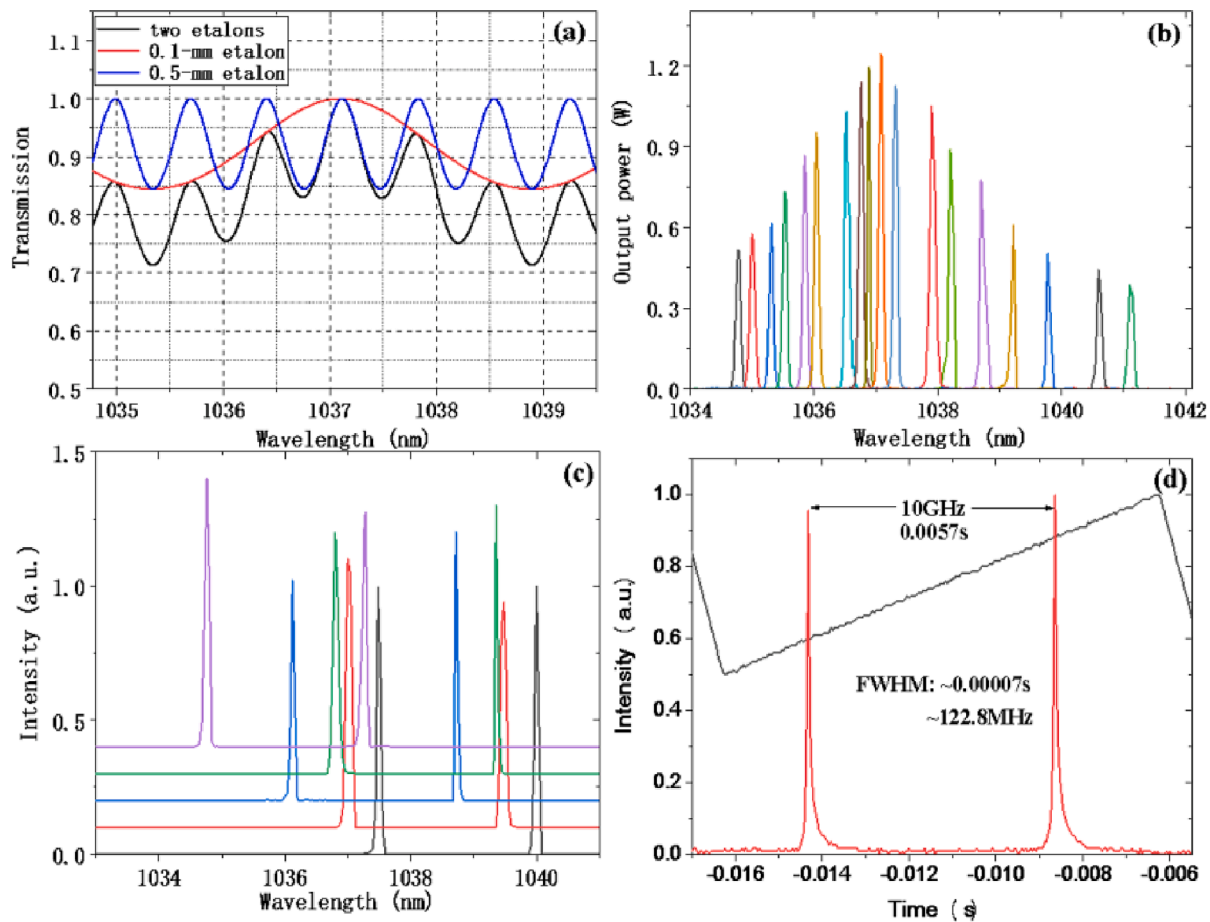 (a)
two etalons
0.1-mm etalon
0.5-mm etalon
1.1
1.0
0.9
0.8
0.7
0.6
0.5
Transmission
1035 1036 1037 1038 1039
Wavelength (nm)
(b)
1.2
0.9
0.6
0.3
0.0
Output power (W)
1034 1036 1038 1040 1042
Wavelength (nm)
(c)
1.5
1.0
0.5
0.0
Intensity (a.u.)
1034 1036 1038 1040
Wavelength (nm)
(d)
1.0
0.8
0.6
0.4
0.2
0.0
Intensity ( a.u.)
10GHz
0.0057s
FWHM: ~0.00007s
~122.8MHz
-0.016 -0.014 -0.012 -0.010 -0.008 -0.006
Time ( s)